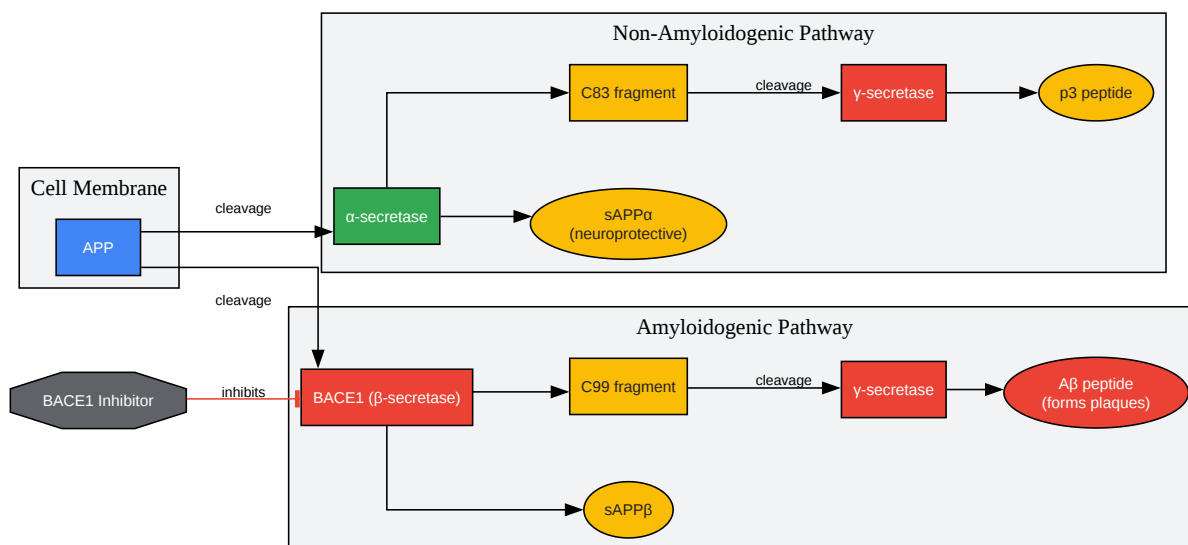 Non-Amyloidogenic Pathway
C83 fragment
cleavage
γ-secretase
p3 peptide
Cell Membrane
APP
cleavage
α-secretase
sAPPα
(neuroprotective)
cleavage
Amyloidogenic Pathway
BACE1 Inhibitor
inhibits
BACE1 (β-secretase)
C99 fragment
cleavage
γ-secretase
Aβ peptide
(forms plaques)
sAPPβ